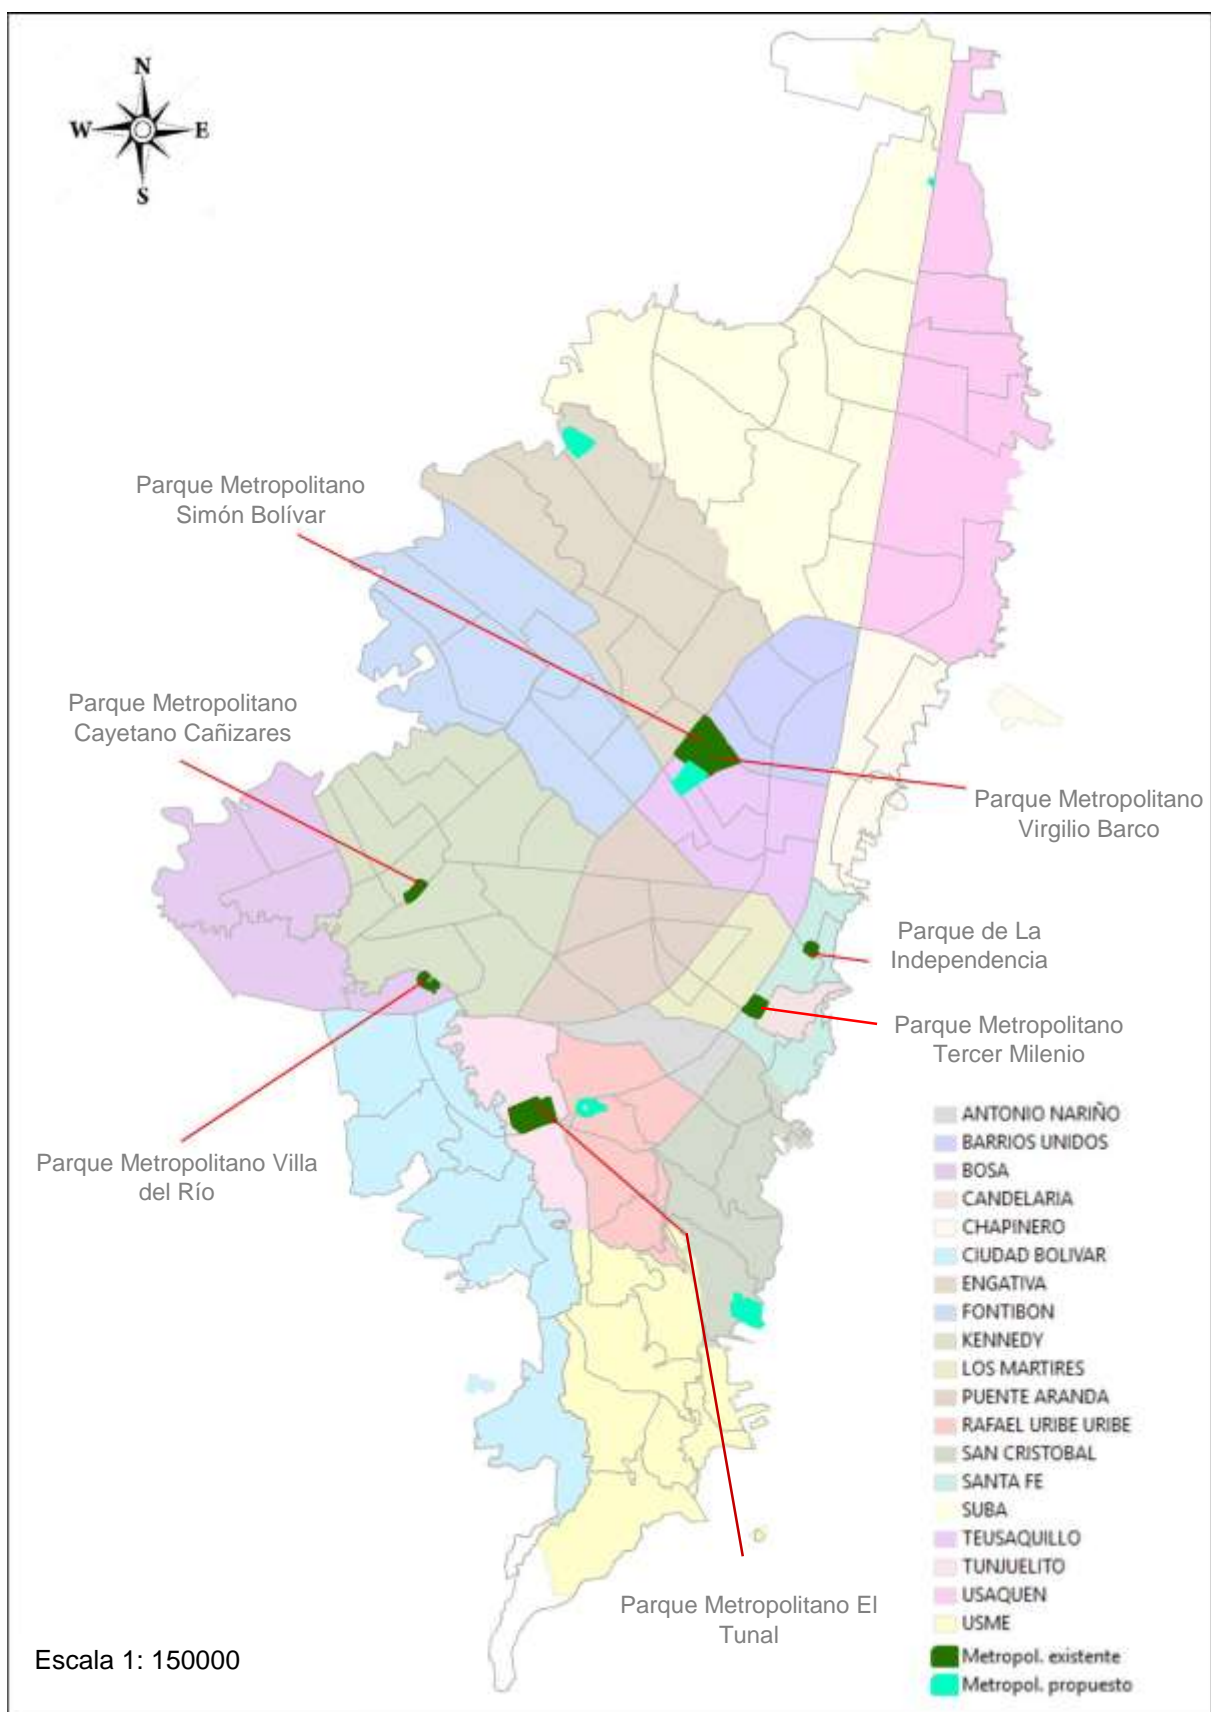 N
W E
S
Parque Metropolitano
Simón Bolívar
Parque Metropolitano
Cayetano Cañizares
Parque Metropolitano
Virgilio Barco
Parque de La
Independencia
Parque Metropolitano
Tercer Milenio
Parque Metropolitano Villa
del Río
Parque Metropolitano El
Tunal
ANTONIO NARIÑO
BARRIOS UNIDOS
BOSA
CANDELARIA
CHAPINERO
CIUDAD BOLIVAR
ENGATIVA
FONTIBON
KENNEDY
LOS MARTIRES
PUENTE ARANDA
RAFAEL URIBE URIBE
SAN CRISTOBAL
SANTA FE
SUBA
TEUSAQUILLO
TUNJUELITO
USAQUEN
USME
Metropol. existente
Metropol. propuesto
Escala 1: 150000